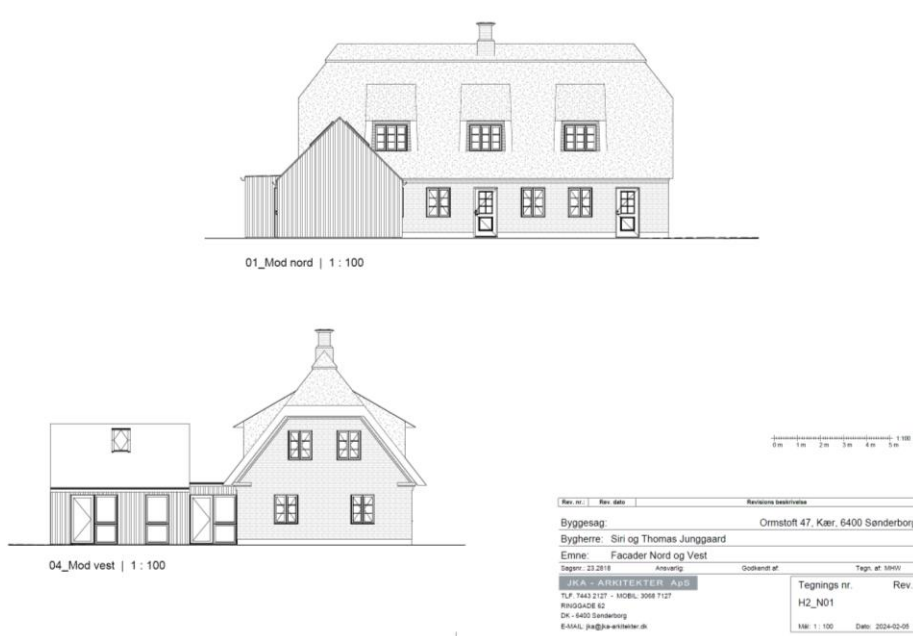 01_Mod nord | 1 : 100
04_Mod vest | 1 : 100
1:100
0 m 1 m 2 m 3 m 4 m 5 m
Rev. nr.: Rev. dato Revisions beskrivelse
Byggesag: Ormstoft 47, Kær, 6400 Sønderborg
Bygherre: Siri og Thomas Junggaard
Emne: Facader Nord og Vest
Sagsnr.: 23.2818 Ansvarlig: Godkendt af: Tegn. af: MHW
JKA - ARKITEKTER ApS
TLF. 7443 2127 - MOBIL: 3068 7127
RINGGADE 62
DK - 6400 Sønderborg
E-MAIL: jka@jka-arkitekter.dk
Tegnings nr. Rev.
H2_N01
Mål: 1 : 100 Dato: 2024-02-05